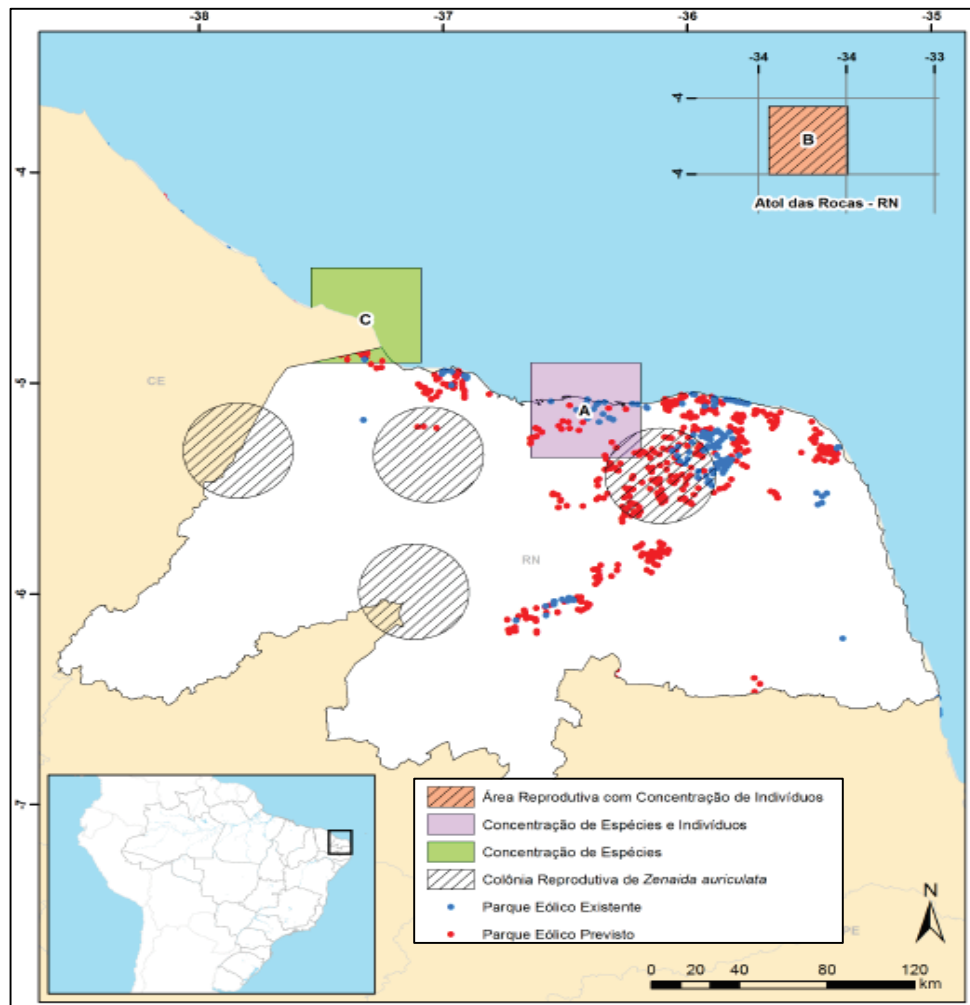 -38 -37 -36 -35
-34 -34 -33
-4
B
-4
Atol das Rocas - RN
-4
C
-5
CE
A
RN
-6
-7
Área Reprodutiva com Concentração de Indivíduos
Concentração de Espécies e Indivíduos
Concentração de Espécies
Colônia Reprodutiva de Zenaida auriculata
Parque Eólico Existente
Parque Eólico Previsto
PE
N
0 20 40 80 120
km